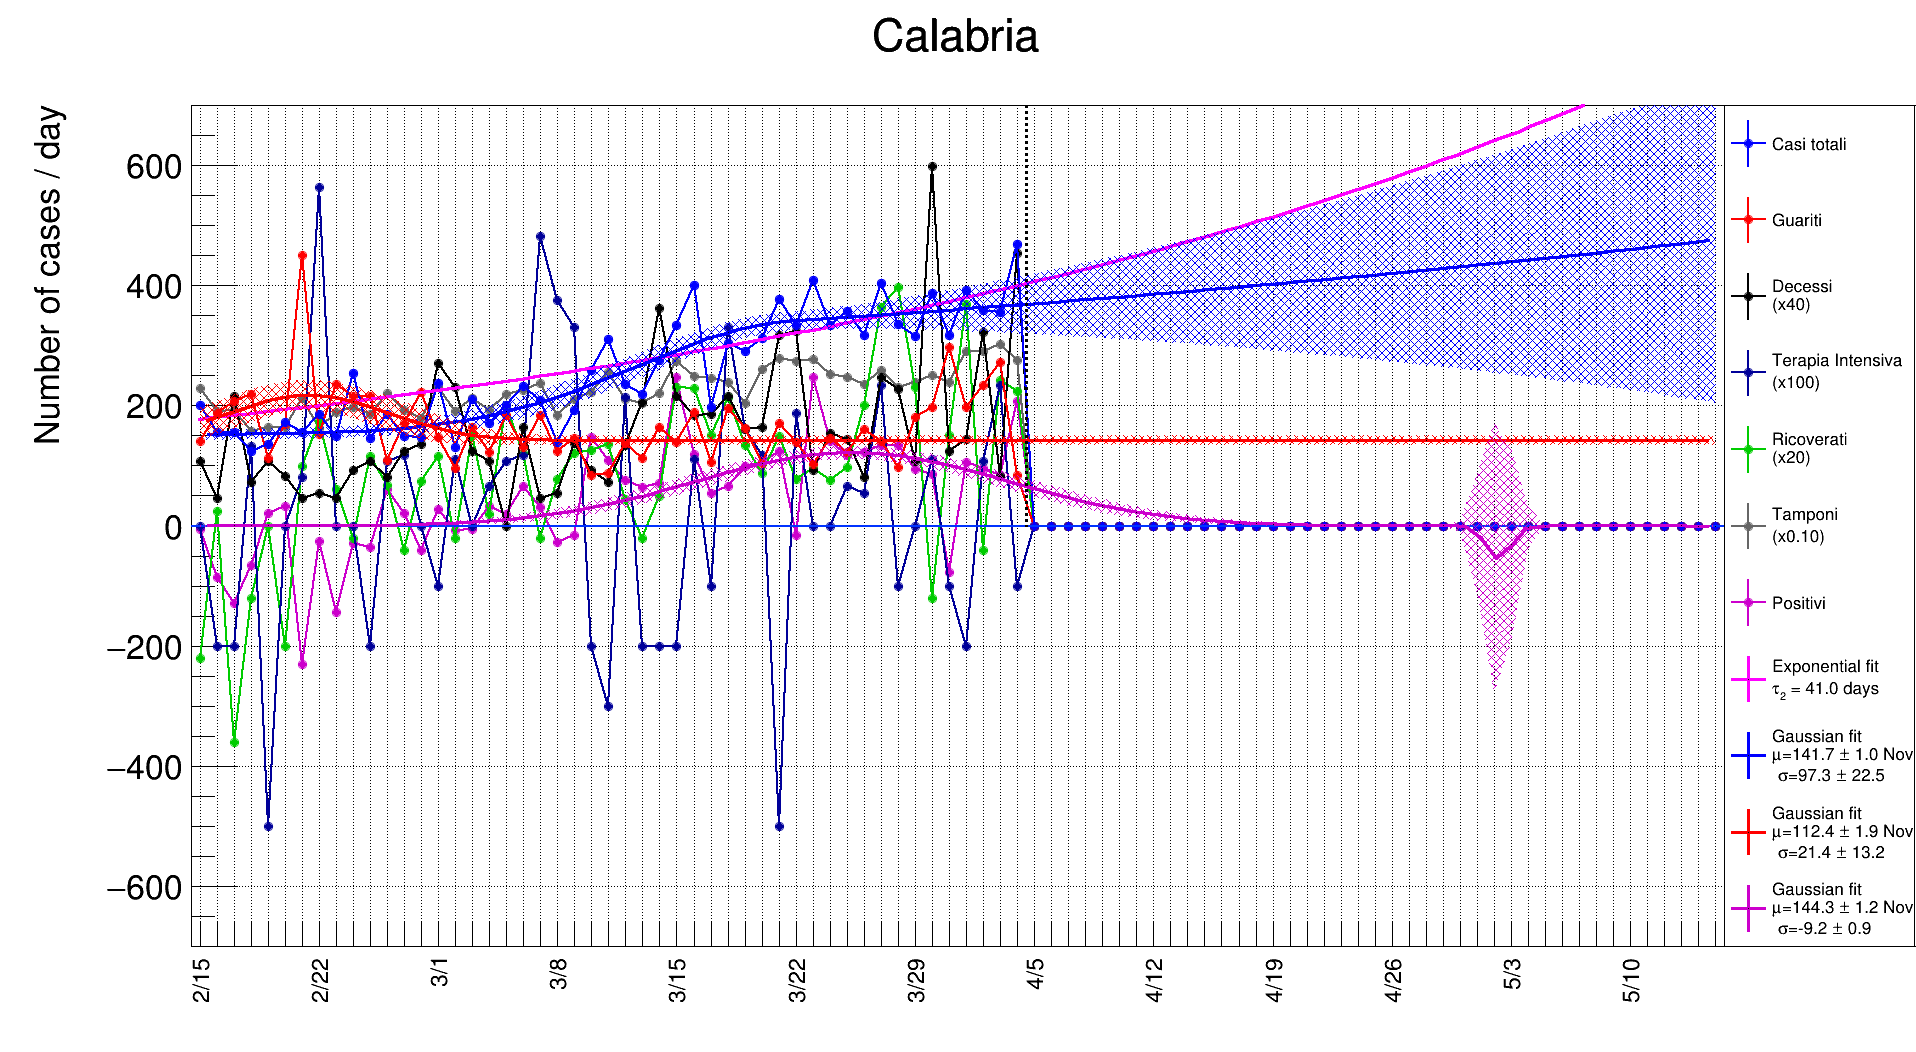 Calabria
Number of cases / day
600
400
200
0
−200
−400
−600
2/15
2/22
3/1
3/8
3/15
3/22
3/29
4/5
4/12
4/19
4/26
5/3
5/10
Casi totali
Guariti
Decessi
(x40)
Terapia Intensiva
(x100)
Ricoverati
(x20)
Tamponi
(x0.10)
Positivi
Exponential fit
τ2 = 41.0 days
Gaussian fit
μ=141.7 ± 1.0 Nov
σ=97.3 ± 22.5
Gaussian fit
μ=112.4 ± 1.9 Nov
σ=21.4 ± 13.2
Gaussian fit
μ=144.3 ± 1.2 Nov
σ=-9.2 ± 0.9